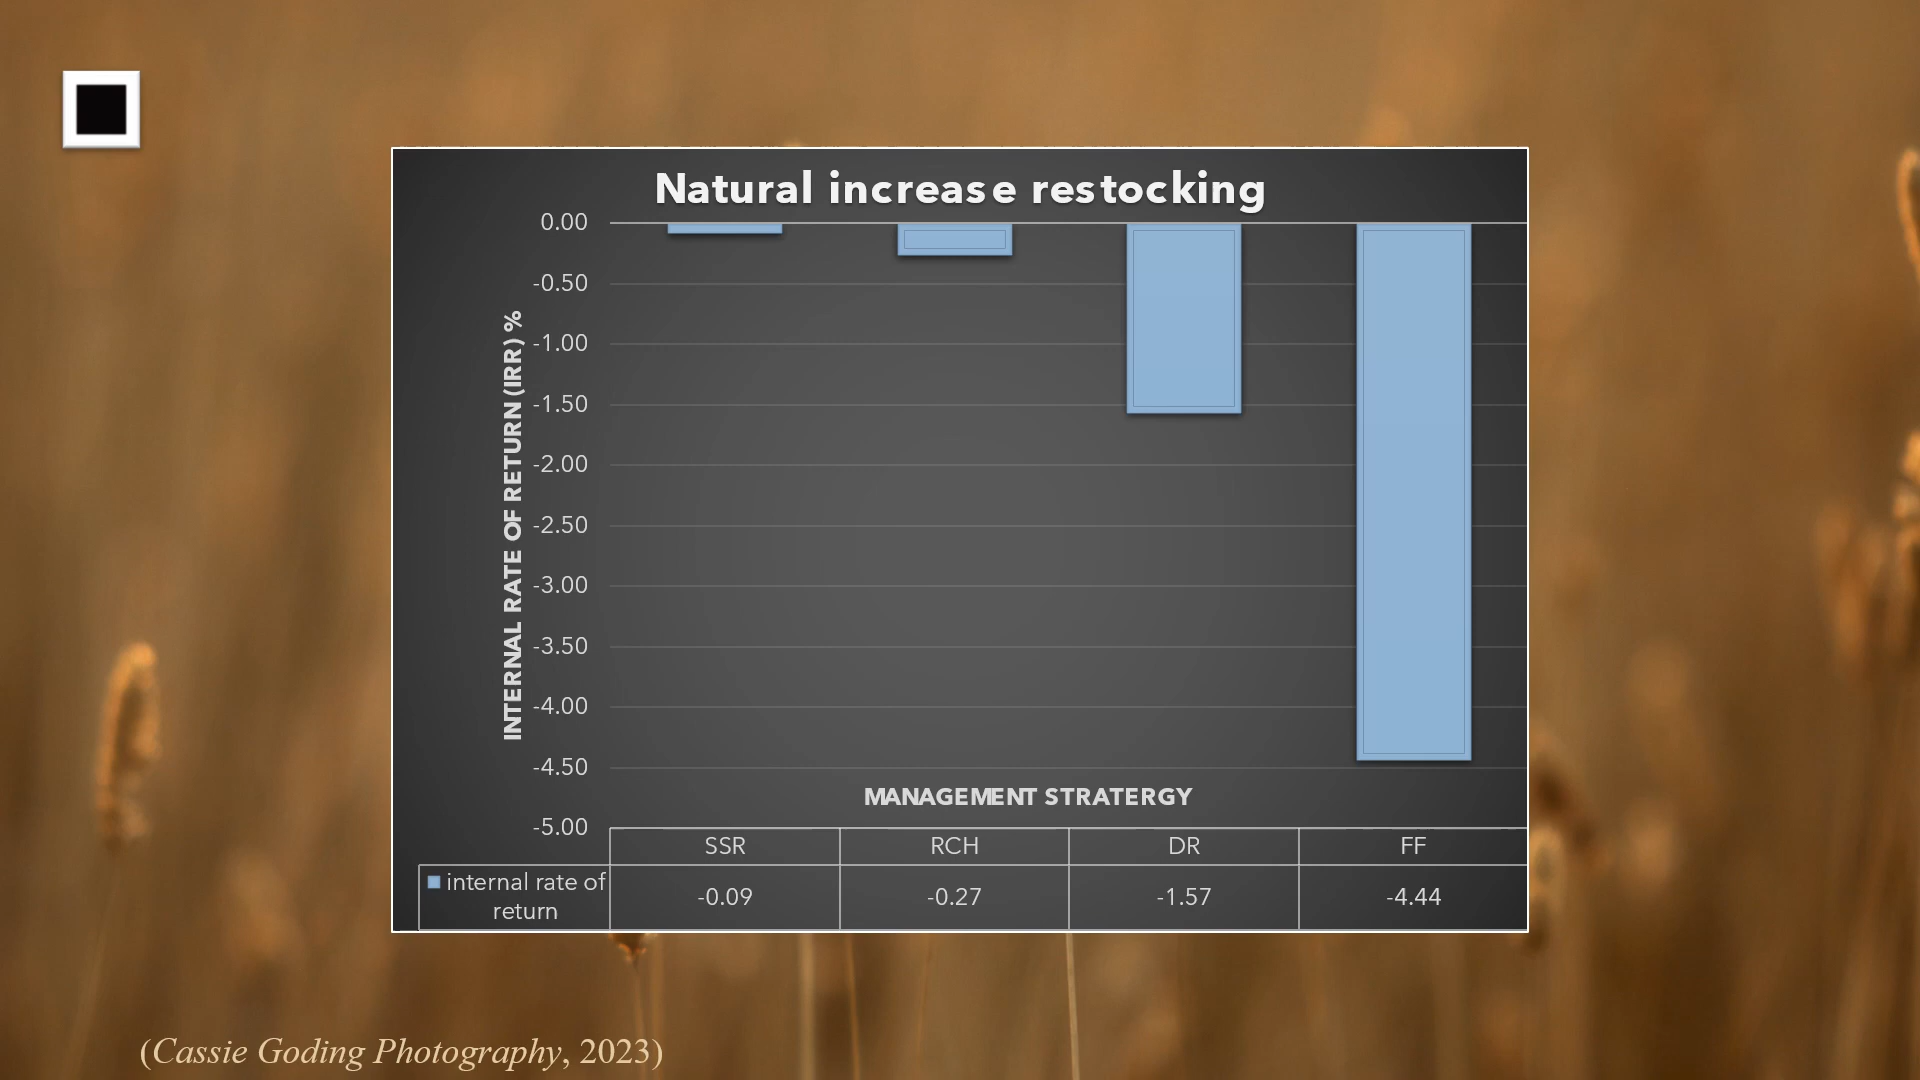 Natural increase restocking
0.00
-0.50
-1.00
-1.50
-2.00
-2.50
-3.00
-3.50
-4.00
-4.50
-5.00
INTERNAL RATE OF RETURN (IRR) %
MANAGEMENT STRATERGY
SSR RCH DR FF
internal rate of
return
-0.09 -0.27 -1.57 -4.44
(Cassie Goding Photography, 2023)